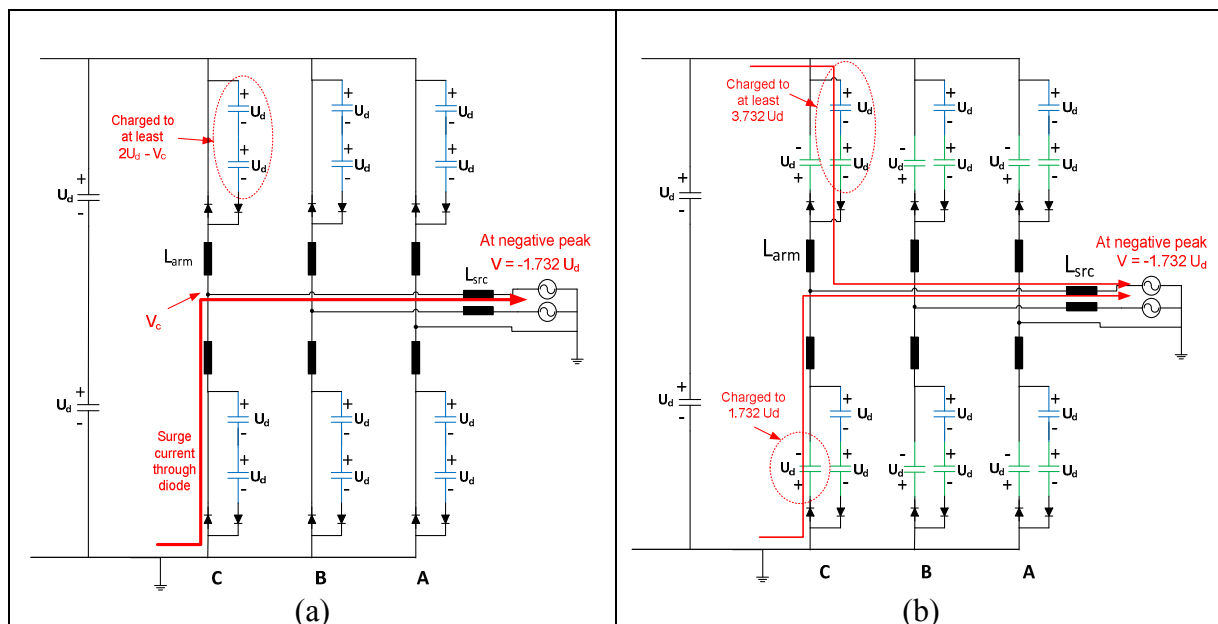 Charged to
at least
2Ud - Vc
+
Ud
-
+
Ud
-
+
Ud
-
+
Ud
-
+
Ud
-
+
Ud
-
+
Ud
-
Larm
Lsrc
At negative peak
V = -1.732 Ud
Vc
+
Ud
-
Surge
current
through
diode
+
Ud
-
+
Ud
-
+
Ud
-
+
Ud
-
+
Ud
-
+
Ud
-
C B A
(a)
Charged to
at least
3.732 Ud
+
Ud
-
+
Ud
-
+
Ud
-
-
Ud
+
+
Ud
-
-
Ud
+
+
Ud
-
-
Ud
+
+
Ud
-
+
Ud
-
Larm
Lsrc
At negative peak
V = -1.732 Ud
+
Ud
-
Charged to
1.732 Ud
+
Ud
-
+
Ud
-
+
Ud
-
-
Ud
+
+
Ud
-
-
Ud
+
+
Ud
-
-
Ud
+
+
Ud
-
C B A
(b)